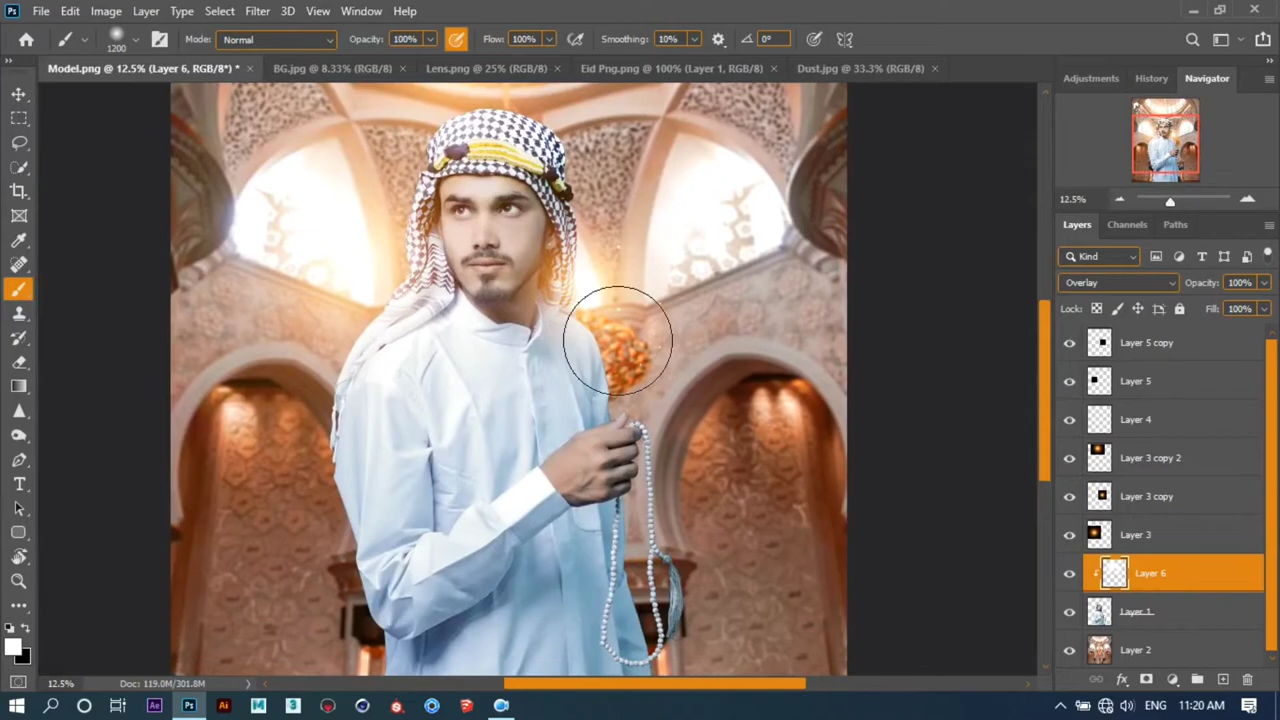 Ps File Edit Image Layer Type Select Filter 3D View Window Help
1200 Mode: Normal Opacity: 100% Flow: 100% Smoothing: 10% 0°
Model.png @ 12.5% (Layer 6, RGB/8*) * BG.jpg @ 8.33% (RGB/8) Lens.png @ 25% (RGB/8) Eid Png.png @ 100% (Layer 1, RGB/8) Dust.jpg @ 33.3% (RGB/8)
Adjustments History Navigator
12.5%
Layers Channels Paths
Kind
Overlay Opacity: 100%
Lock: Fill: 100%
Layer 5 copy
Layer 5
Layer 4
Layer 3 copy 2
Layer 3 copy
Layer 3
Layer 6
Layer 1
Layer 2
12.5% Doc: 119.0M/301.8M
Ae Ps Ai M 3 11:20 AM